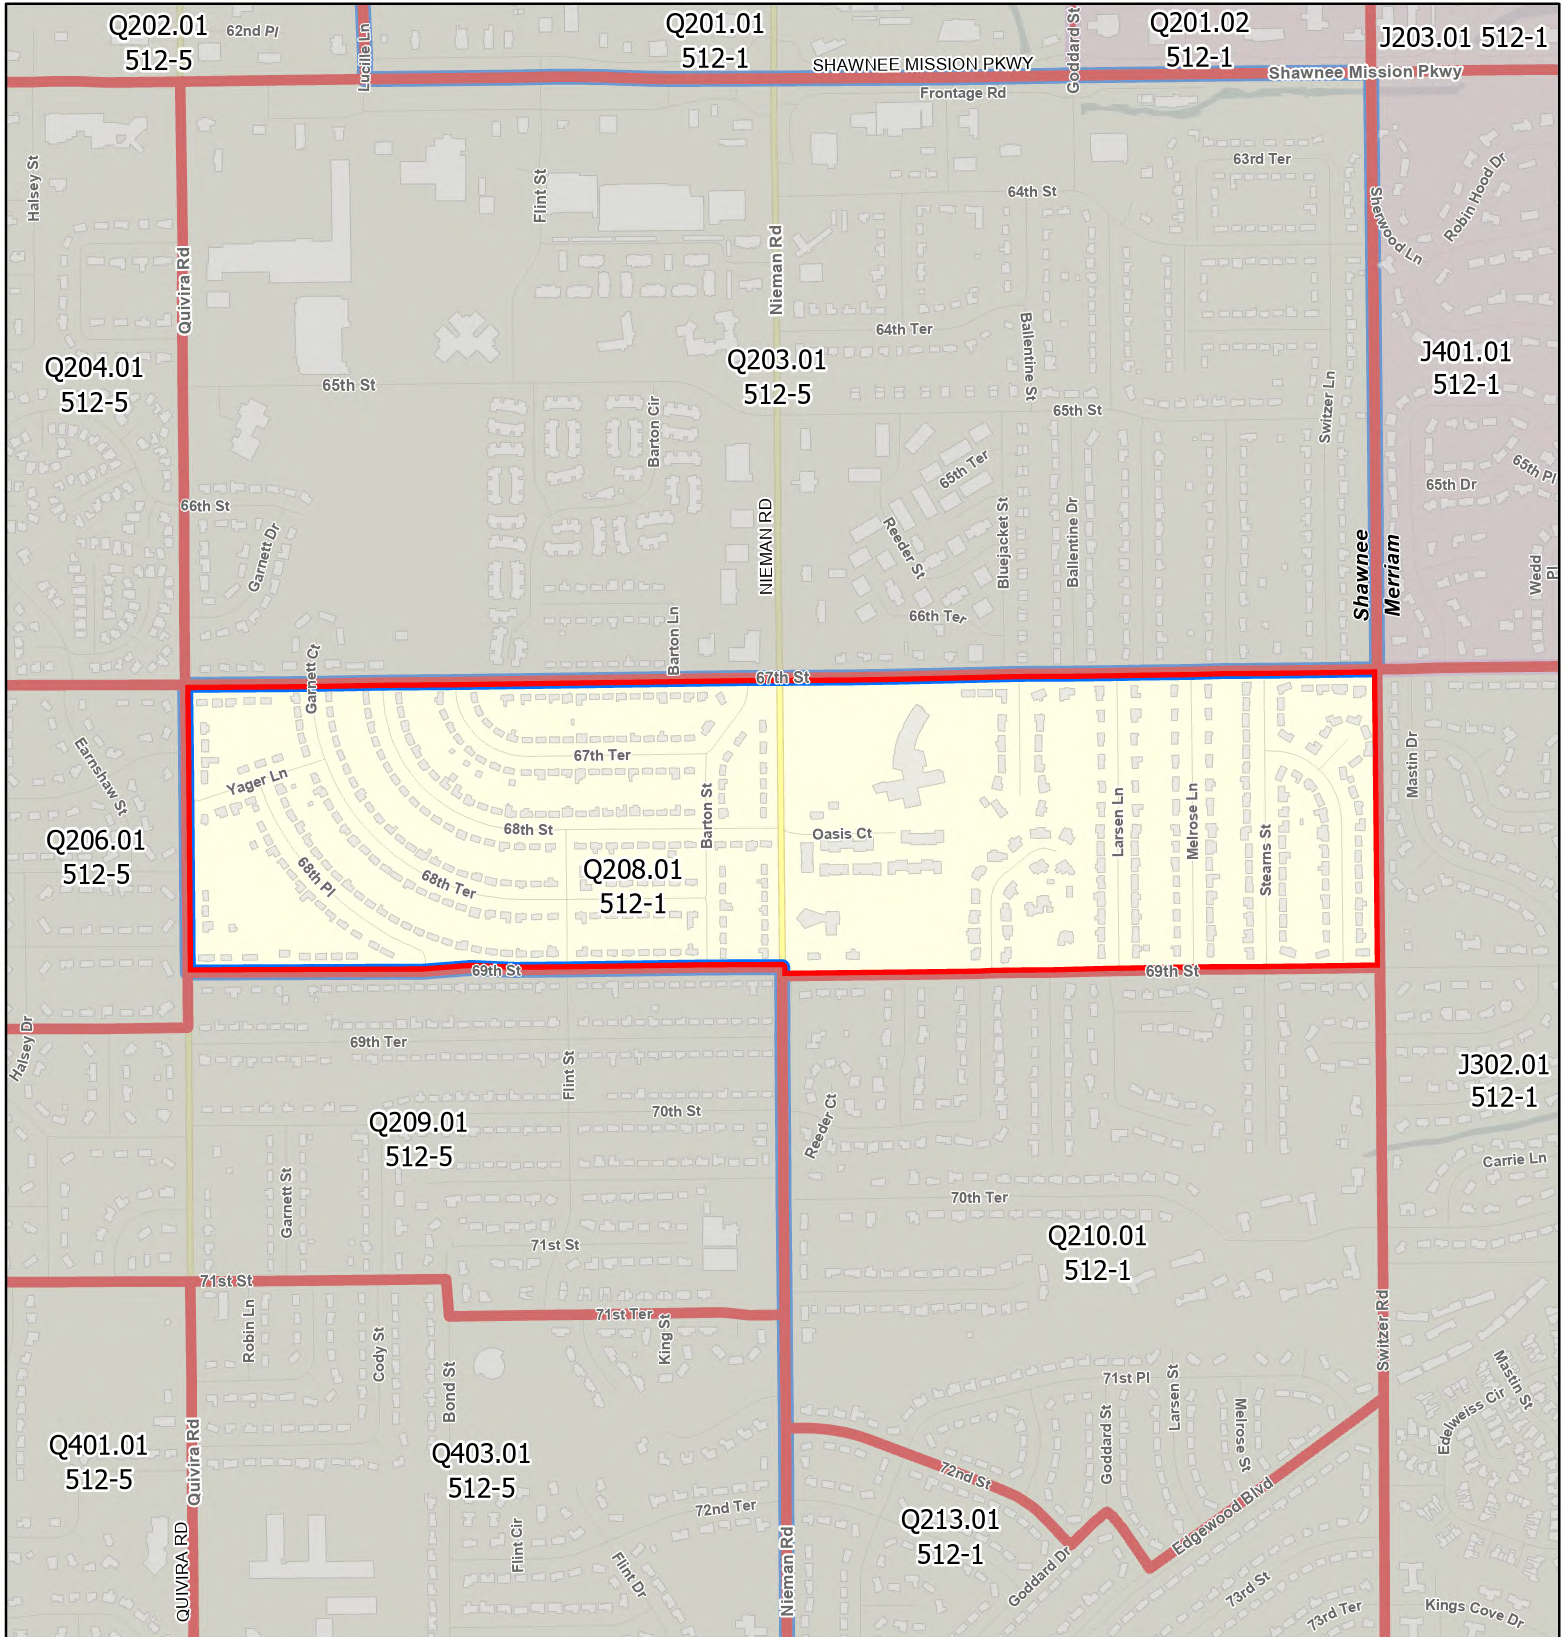 Q202.01
512-5
62nd Pl
Lucille Ln
Q201.01
512-1
SHAWNEE MISSION PKWY
Goddard St
Q201.02
512-1
J203.01 512-1
Shawnee Mission Pkwy
Frontage Rd
Halsey St
Flint St
63rd Ter
64th St
Sherwood Ln
Robin Hood Dr
Quivira Rd
Nieman Rd
64th Ter
Ballentine St
Q204.01
512-5
65th St
Q203.01
512-5
J401.01
512-1
Switzer Ln
65th St
Barton Cir
65th Ter
65th Pl
65th Dr
66th St
Garnett Dr
NIEMAN RD
Reeder St
Bluejacket St
Ballentine Dr
Shawnee
Merriam
Wedd Pl
66th Ter
Barton Ln
Garnett Ct
67th St
Earnshaw St
67th Ter
Yager Ln
Mastin Dr
Q206.01
512-5
68th St
Barton St
Oasis Ct
Larsen Ln
Melrose Ln
Stearns St
68th Pl
68th Ter
Q208.01
512-1
69th St
69th St
Halsey Dr
69th Ter
Flint St
70th St
Reeder Ct
J302.01
512-1
Q209.01
512-5
Carrie Ln
Garnett St
70th Ter
71st St
Q210.01
512-1
71st St
71st Ter
Robin Ln
Cody St
King St
Switzer Rd
Bond St
71st Pl
Larsen St
Goddard St
Melrose St
Mastin St
Edelweiss Cir
Q401.01
512-5
Quivira Rd
Q403.01
512-5
72nd St
72nd Ter
Q213.01
512-1
Edgewood Blvd
QUIVIRA RD
Flint Cir
Flint Dr
Nieman Rd
Goddard Dr
73rd St
73rd Ter
Kings Cove Dr